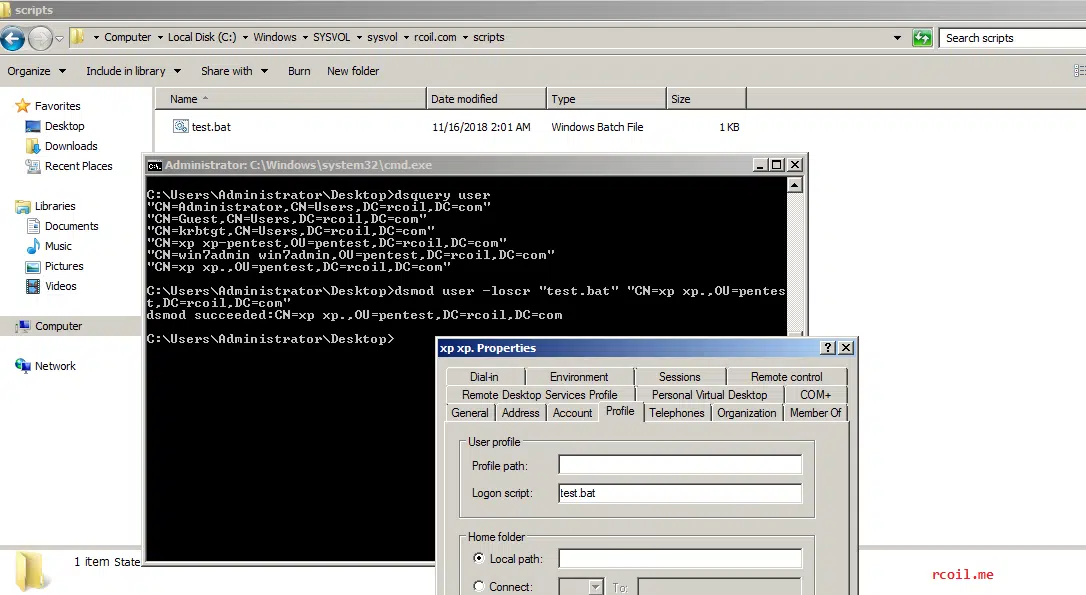 scripts
Computer Local Disk (C:) Windows SYSVOL sysvol rcoil.com scripts
Search scripts
Organize Include in library Share with Burn New folder
Favorites
Desktop
Downloads
Recent Places
Libraries
Documents
Music
Pictures
Videos
Computer
Network
Name Date modified Type Size
test.bat 11/16/2018 2:01 AM Windows Batch File 1 KB
Administrator: C:\Windows\system32\cmd.exe
C:\Users\Administrator\Desktop>dsquery user
"CN=Administrator,CN=Users,DC=rcoil,DC=com"
"CN=Guest,CN=Users,DC=rcoil,DC=com"
"CN=krbtgt,CN=Users,DC=rcoil,DC=com"
"CN=xp xp-pentest,OU=pentest,DC=rcoil,DC=com"
"CN=win7admin win7admin,OU=pentest,DC=rcoil,DC=com"
"CN=xp xp.,OU=pentest,DC=rcoil,DC=com"
C:\Users\Administrator\Desktop>dsmod user -loscr "test.bat" "CN=xp xp.,OU=pentes
t,DC=rcoil,DC=com"
dsmod succeeded:CN=xp xp.,OU=pentest,DC=rcoil,DC=com
C:\Users\Administrator\Desktop>
xp xp. Properties
Dial-in Environment Sessions Remote control
Remote Desktop Services Profile Personal Virtual Desktop COM+
General Address Account Profile Telephones Organization Member Of
User profile
Profile path:
Logon script: test.bat
Home folder
Local path:
Connect: To:
1 item State
rcoil.me